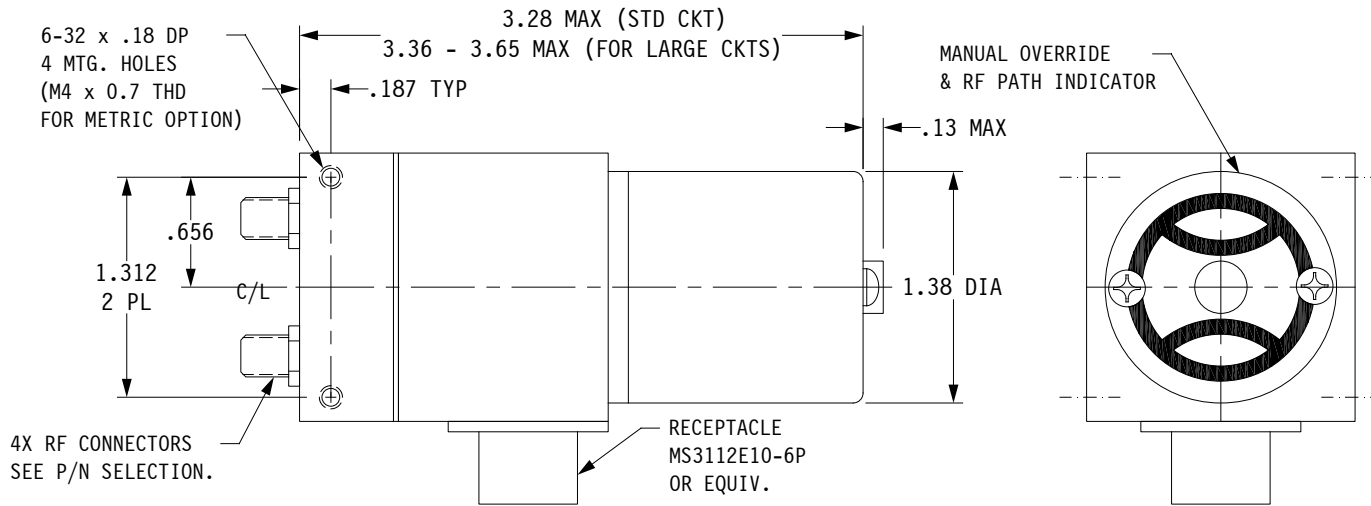 6-32 x .18 DP
4 MTG. HOLES
(M4 x 0.7 THD
FOR METRIC OPTION)
3.28 MAX (STD CKT)
3.36 - 3.65 MAX (FOR LARGE CKTS)
.187 TYP
.13 MAX
MANUAL OVERRIDE
& RF PATH INDICATOR
.656
1.312
2 PL
C/L
1.38 DIA
4X RF CONNECTORS
SEE P/N SELECTION.
RECEPTACLE
MS3112E10-6P
OR EQUIV.